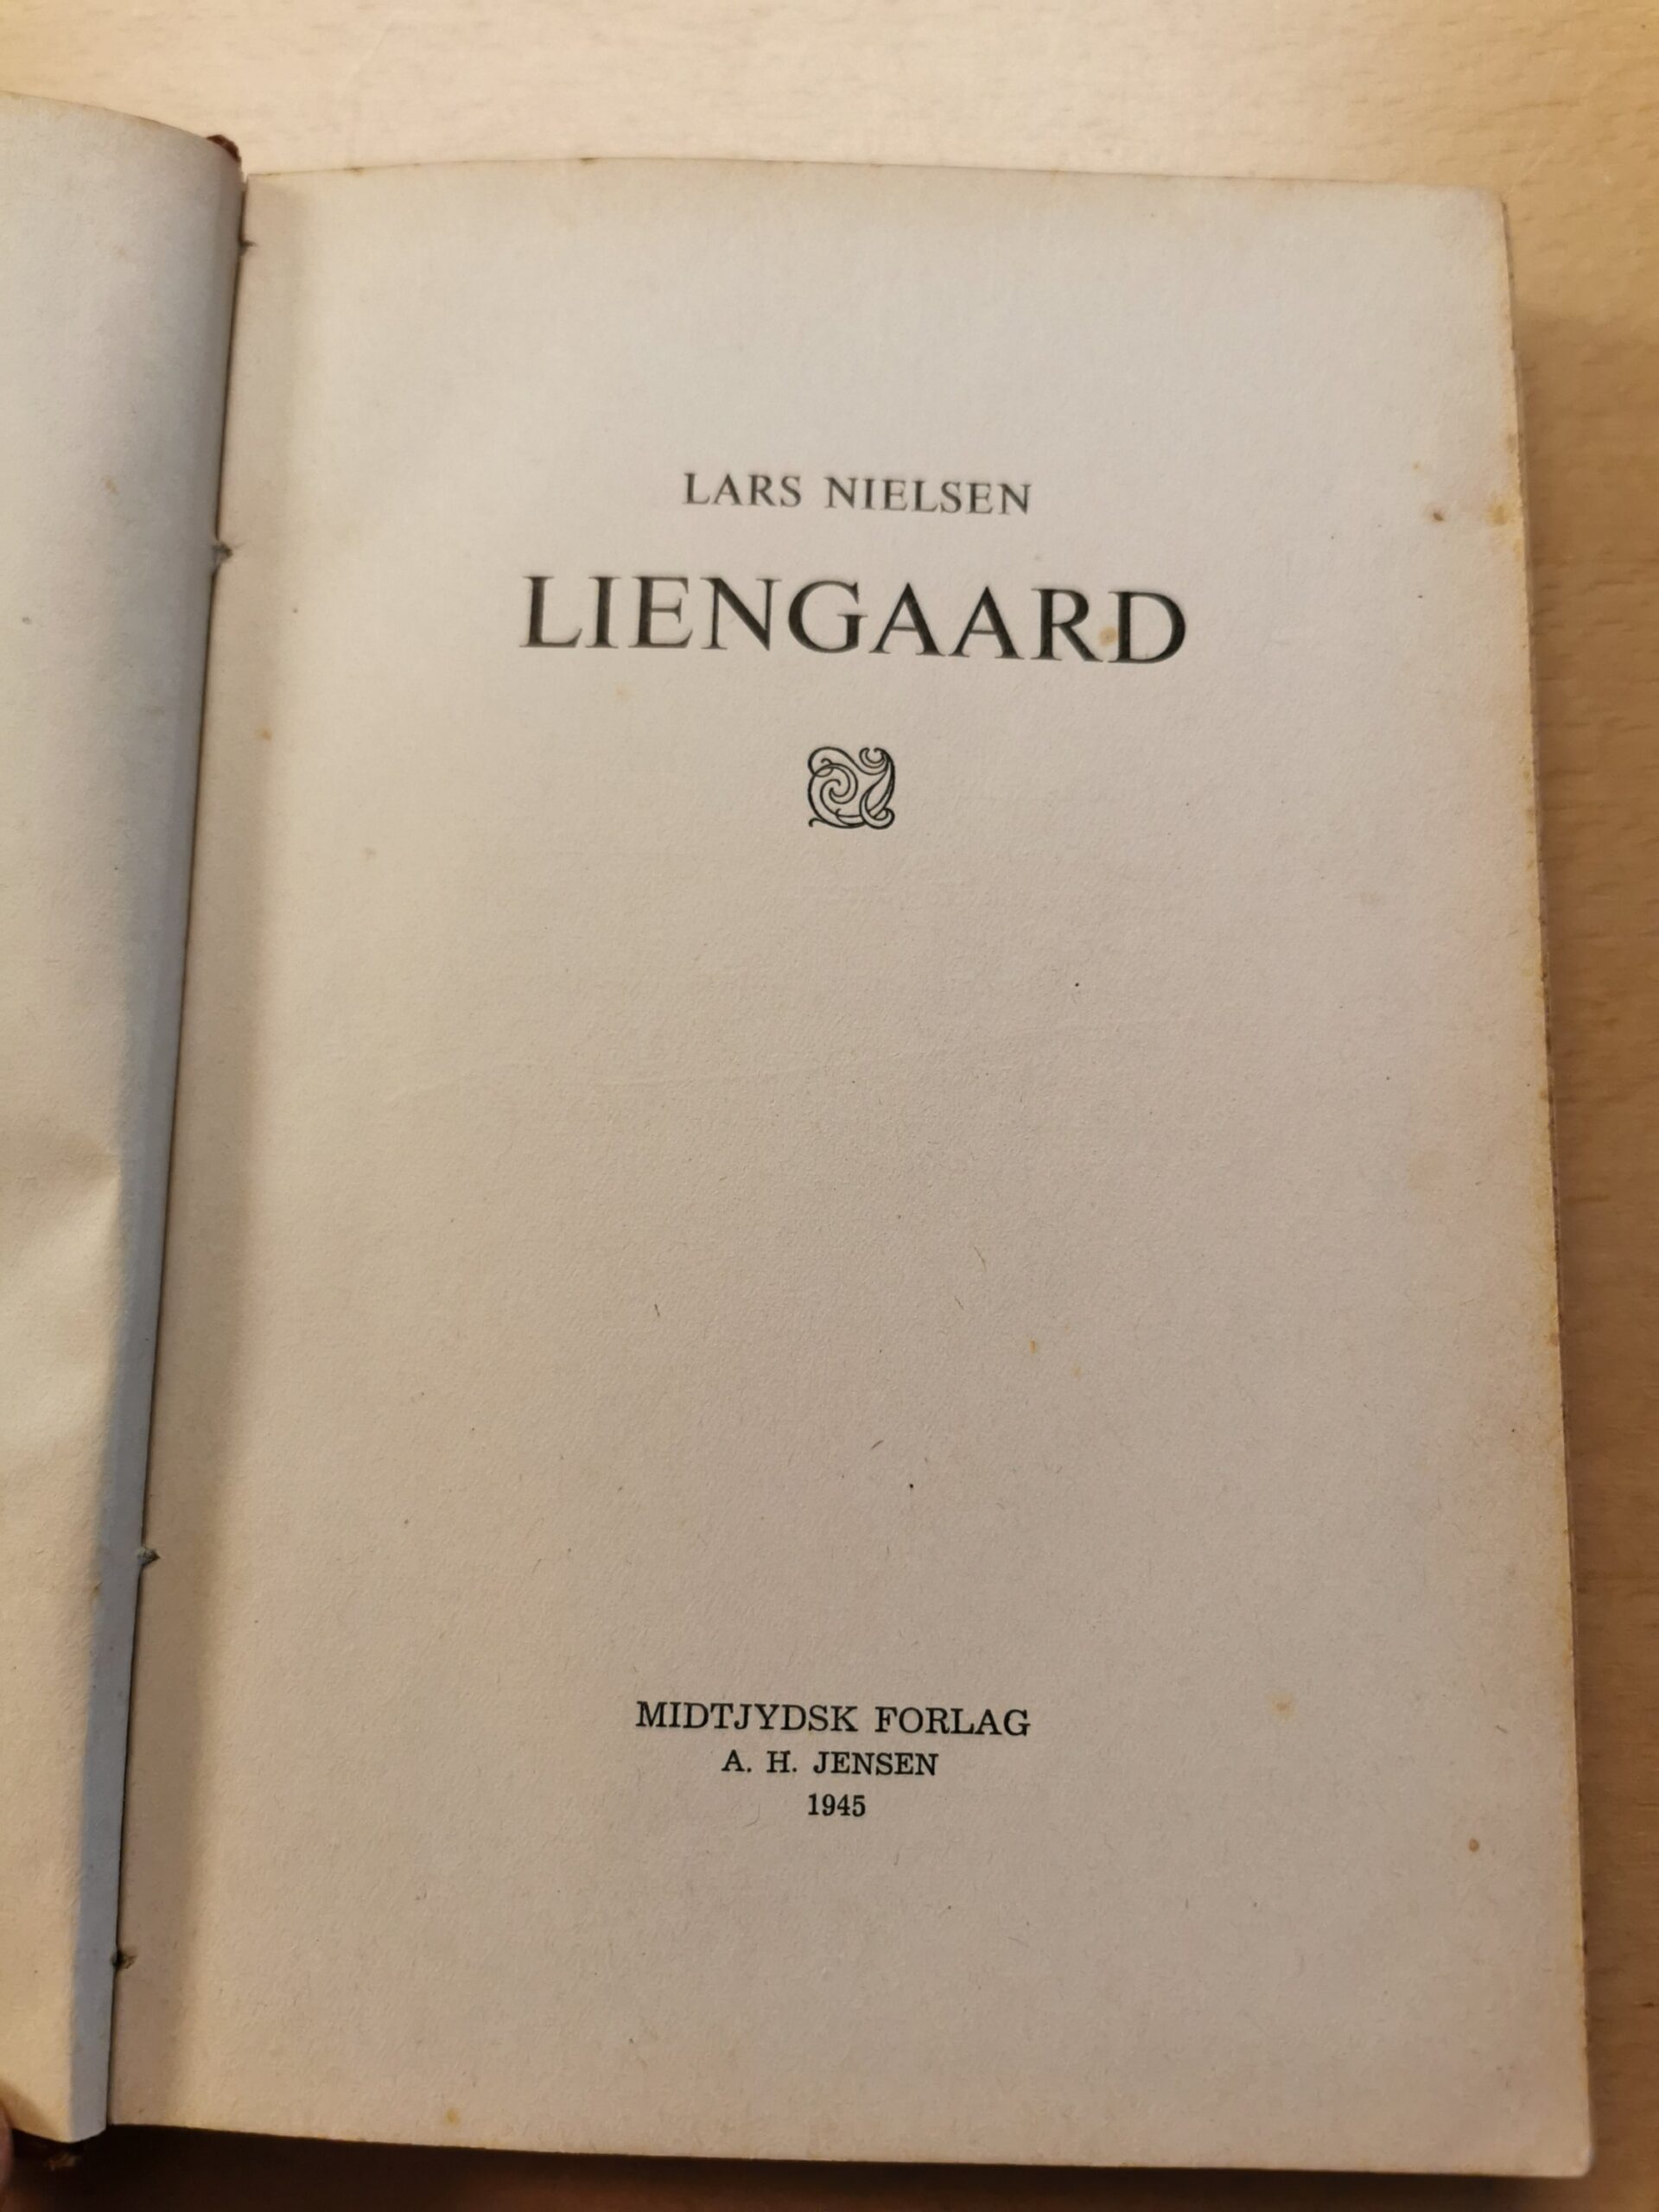 LARS NIELSEN
LIENGAARD
MIDTJYDSK FORLAG
A. H. JENSEN
1945